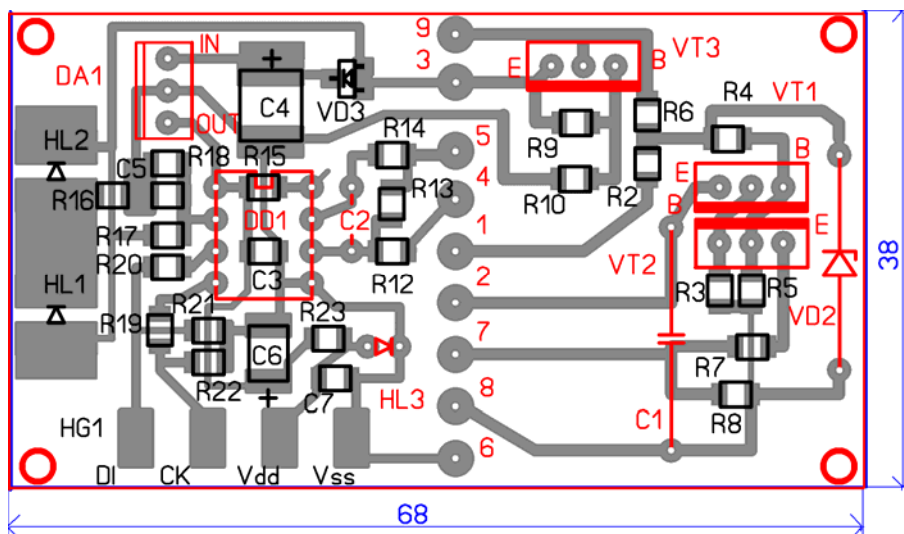 9
IN
VT3
DA1
3
E
B
C4
VD3
R6
R4
VT1
OUT
HL2
R14
5
R9
B
C5
R18
R15
R13
4
R2
E
R16
R10
B
DD1
C2
R17
1
R20
C3
R12
VT2
E
38
HL1
2
R3
R5
R21
R23
VD2
R19
C6
7
R7
R22
C7
HL3
8
R8
C1
HG1
6
DI
CK
Vdd
Vss
68